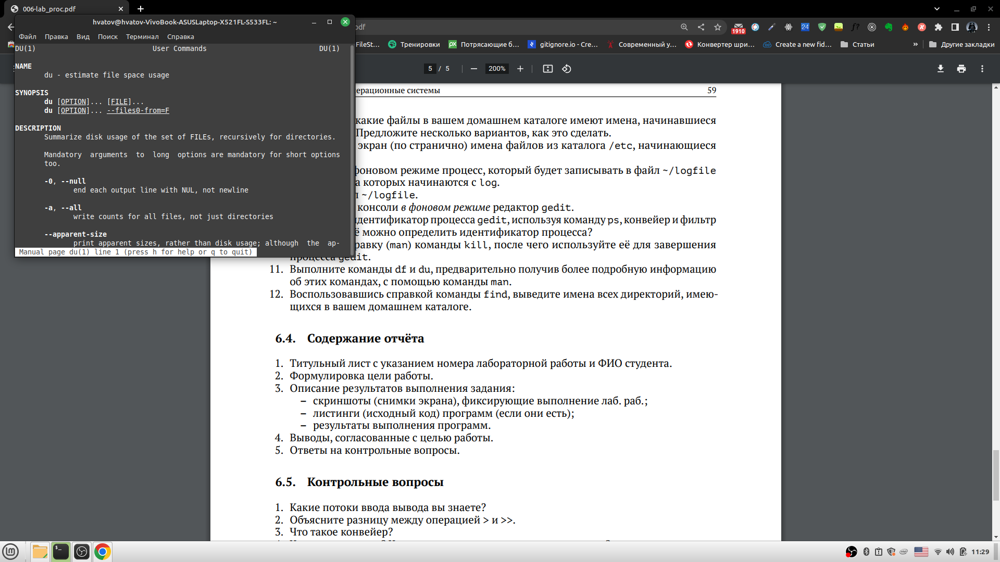 006-lab_proc.pdf
hvatov@hvatov-VivoBook-ASUSLaptop-X521FL-S533FL: ~
Файл Правка Вид Поиск Терминал Справка
DU(1) User Commands DU(1)
NAME
du - estimate file space usage
SYNOPSIS
du [OPTION]... [FILE]...
du [OPTION]... --files0-from=F
DESCRIPTION
Summarize disk usage of the set of FILEs, recursively for directories.
Mandatory arguments to long options are mandatory for short options
too.
-0, --null
end each output line with NUL, not newline
-a, --all
write counts for all files, not just directories
--apparent-size
print apparent sizes, rather than disk usage; although the ap-
Manual page du(1) line 1 (press h for help or q to quit)
pdf
1910
24
f?
FileSt...
Тренировки
px
Потрясающие б...
gitignore.io - Cre...
Современный у...
Конвертер шри...
Create a new fid...
Статьи
»
Другие закладки
5 / 5
200%
ерационные системы 59
какие файлы в вашем домашнем каталоге имеют имена, начинавшиеся
Предложите несколько вариантов, как это сделать.
экран (по странично) имена файлов из каталога /etc, начинающиеся
фоновом режиме процесс, который будет записывать в файл ~/logfile
а которых начинаются с log.
л ~/logfile.
консоли в фоновом режиме редактор gedit.
идентификатор процесса gedit, используя команду ps, конвейер и фильтр
ё можно определить идентификатор процесса?
равку (man) команды kill, после чего используйте её для завершения
процесса gedit.
11. Выполните команды df и du, предварительно получив более подробную информацию
об этих командах, с помощью команды man.
12. Воспользовавшись справкой команды find, выведите имена всех директорий, имею-
щихся в вашем домашнем каталоге.
6.4. Содержание отчёта
1. Титульный лист с указанием номера лабораторной работы и ФИО студента.
2. Формулировка цели работы.
3. Описание результатов выполнения задания:
– скриншоты (снимки экрана), фиксирующие выполнение лаб. раб.;
– листинги (исходный код) программ (если они есть);
– результаты выполнения программ.
4. Выводы, согласованные с целью работы.
5. Ответы на контрольные вопросы.
6.5. Контрольные вопросы
1. Какие потоки ввода вывода вы знаете?
2. Объясните разницу между операцией > и >>.
3. Что такое конвейер?
11:29